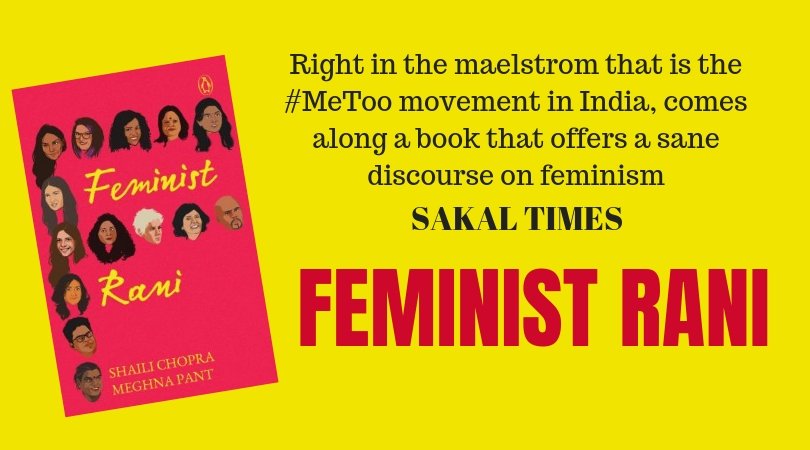 Right in the maelstrom that is the
#MeToo movement in India, comes
along a book that offers a sane
discourse on feminism
SAKAL TIMES
FEMINIST RANI
Feminist
Rani
SHAILI CHOPRA
MEGHNA PANT